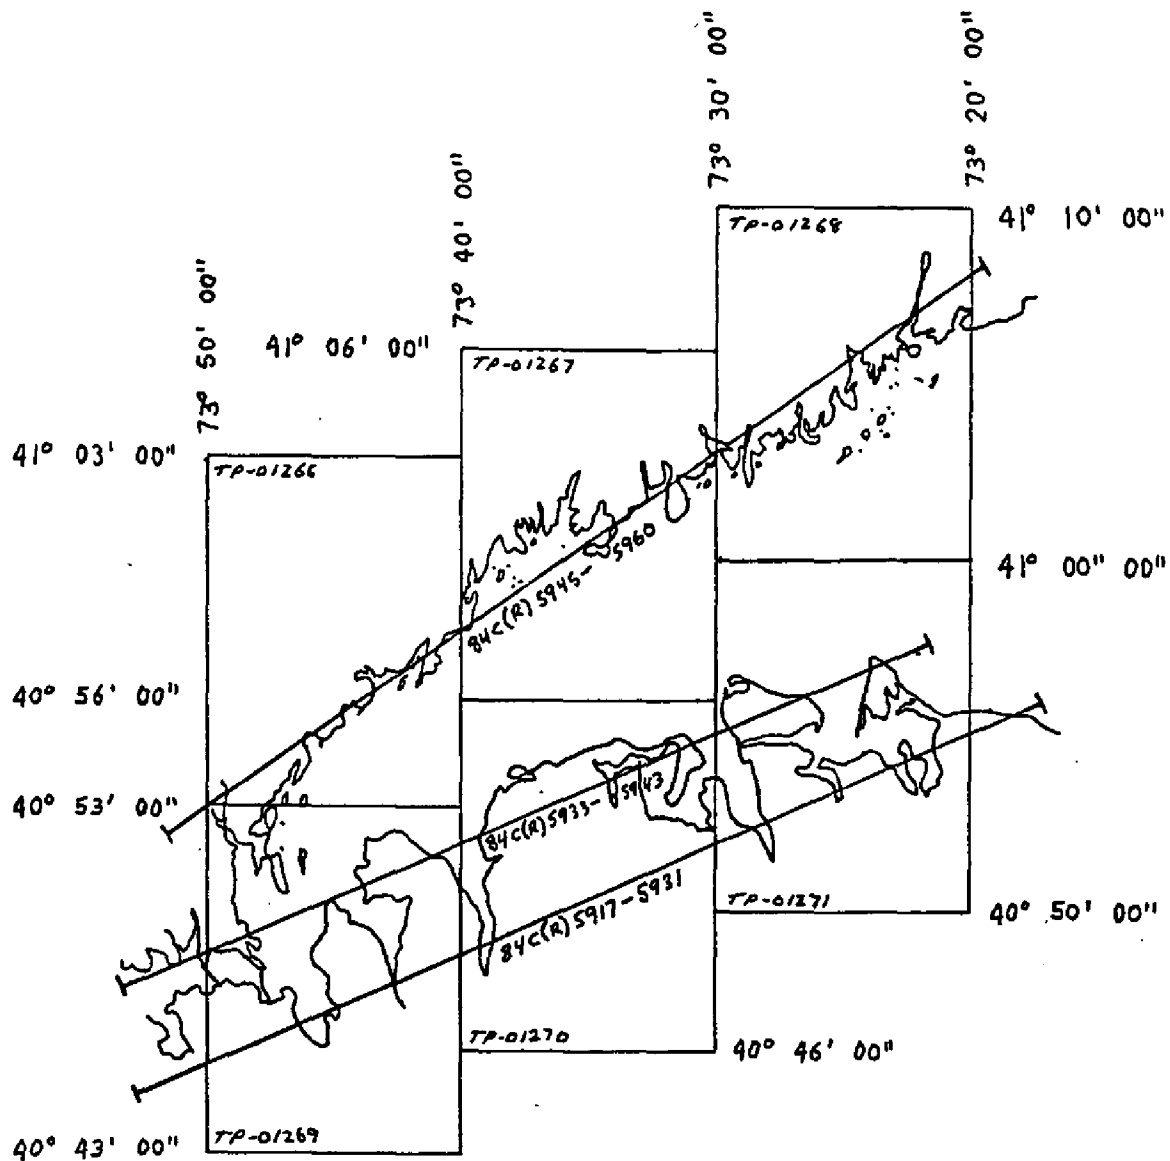 73° 30' 00"
73° 20' 00"
TP-01268
41° 10' 00"
73° 40' 00"
73° 50' 00"
41° 06' 00"
TP-01267
41° 03' 00"
TP-01266
84C(R) 5945-5960
41° 00' 00"
40° 56' 00"
40° 53' 00"
84C(R) 5933-5943
84C(R) 5917-5931
TP-01271
40° 50' 00"
TP-01270
40° 46' 00"
40° 43' 00"
TP-01269